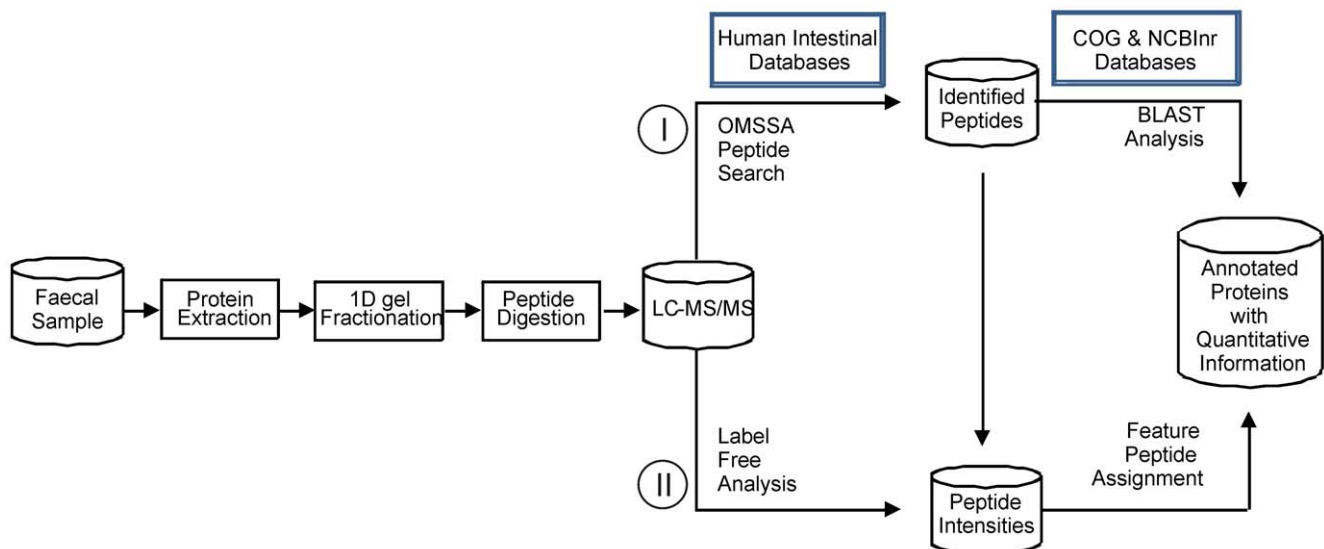 Human Intestinal
Databases
COG & NCBInr
Databases
Identified
Peptides
I
OMSSA
Peptide
Search
BLAST
Analysis
Faecal
Sample
Protein
Extraction
1D gel
Fractionation
Peptide
Digestion
LC-MS/MS
Annotated
Proteins
with
Quantitative
Information
II
Label
Free
Analysis
Peptide
Intensities
Feature
Peptide
Assignment